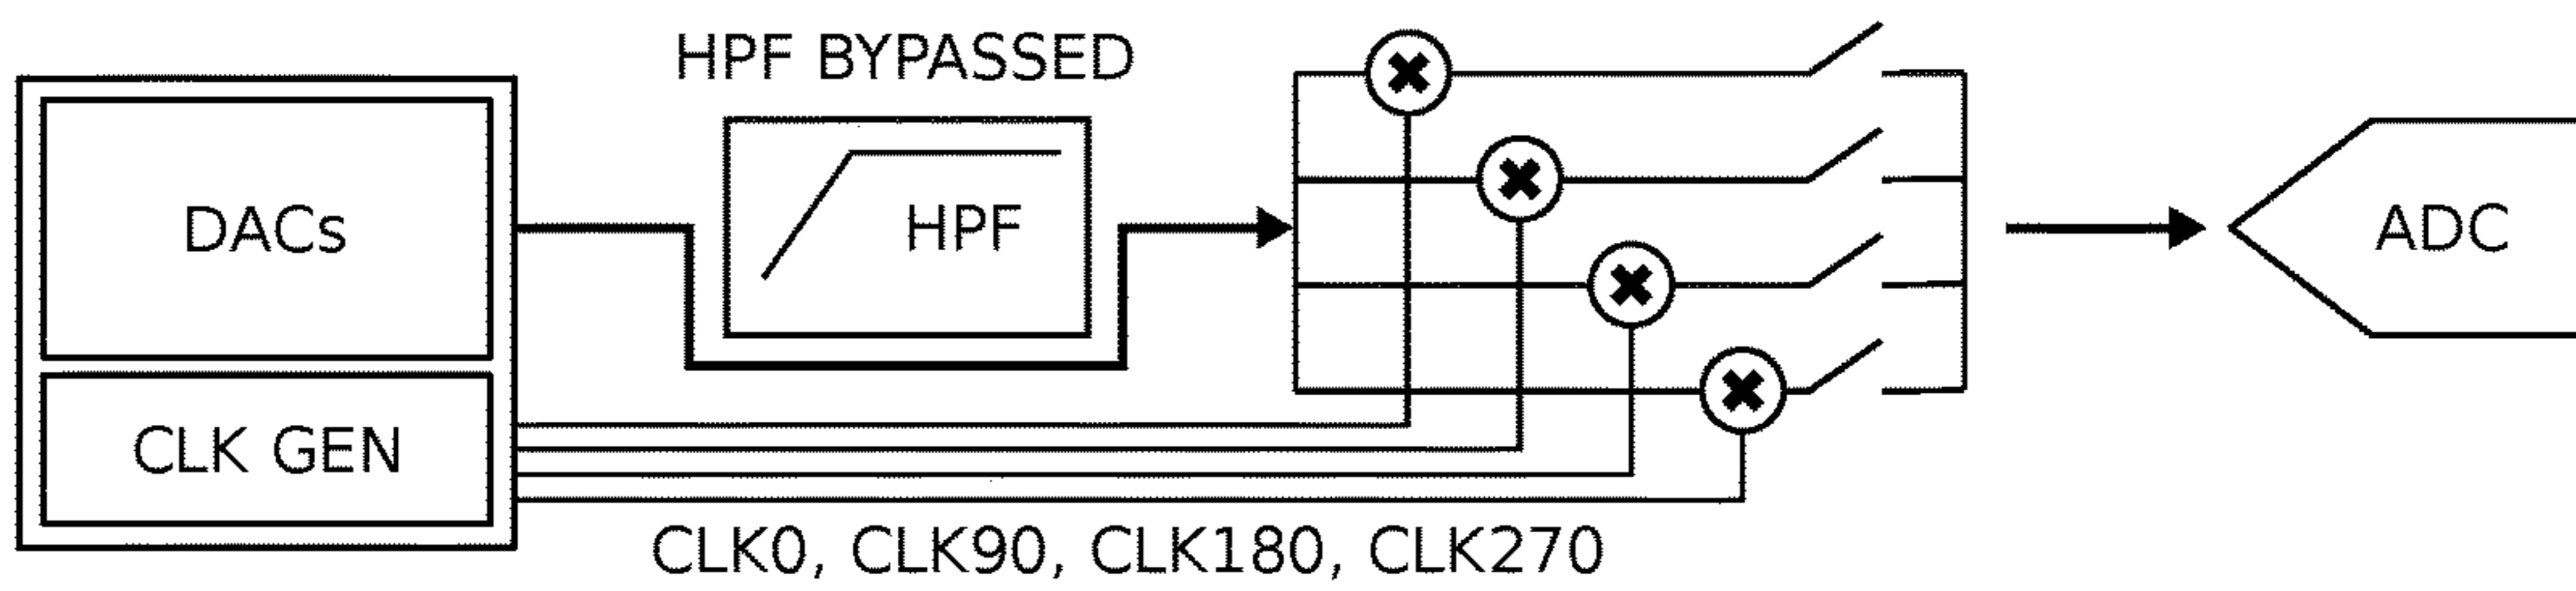 HPF BYPASSED
DACs
HPF
ADC
CLK GEN
CLK0, CLK90, CLK180, CLK270